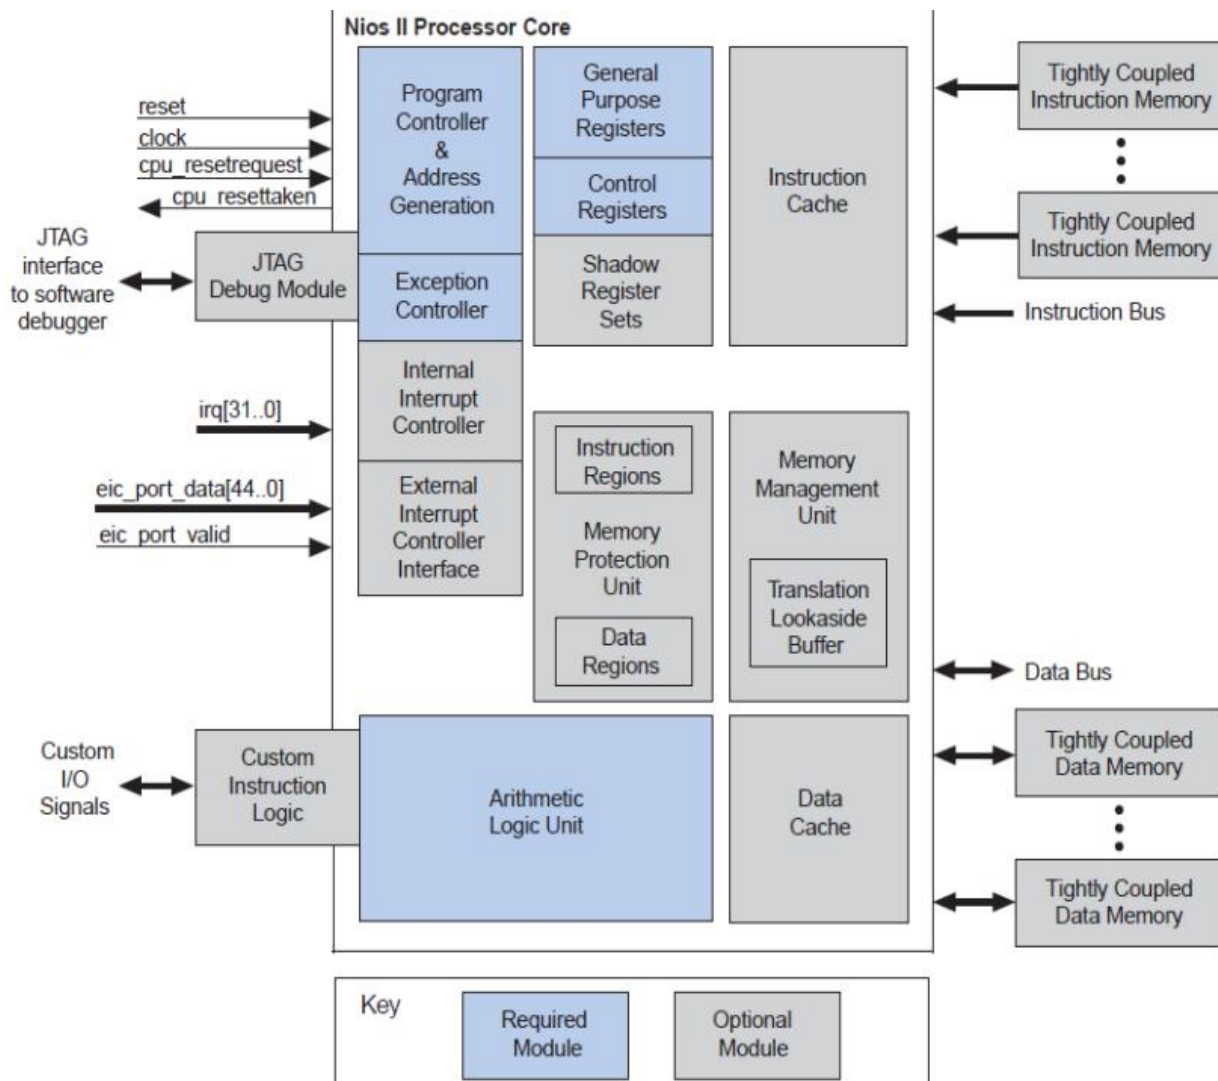 Nios II Processor Core
reset
clock
cpu_resetrequest
cpu_resettaken
JTAG
interface
to software
debugger
JTAG
Debug Module
irq[31..0]
eic_port_data[44..0]
eic_port_valid
Custom
I/O
Signals
Custom
Instruction
Logic
Program
Controller
&
Address
Generation
Exception
Controller
Internal
Interrupt
Controller
External
Interrupt
Controller
Interface
General
Purpose
Registers
Control
Registers
Shadow
Register
Sets
Instruction
Cache
Instruction
Regions
Memory
Protection
Unit
Data
Regions
Memory
Management
Unit
Translation
Lookaside
Buffer
Arithmetic
Logic Unit
Data
Cache
Tightly Coupled
Instruction Memory
Tightly Coupled
Instruction Memory
Instruction Bus
Data Bus
Tightly Coupled
Data Memory
Tightly Coupled
Data Memory
Key
Required
Module
Optional
Module